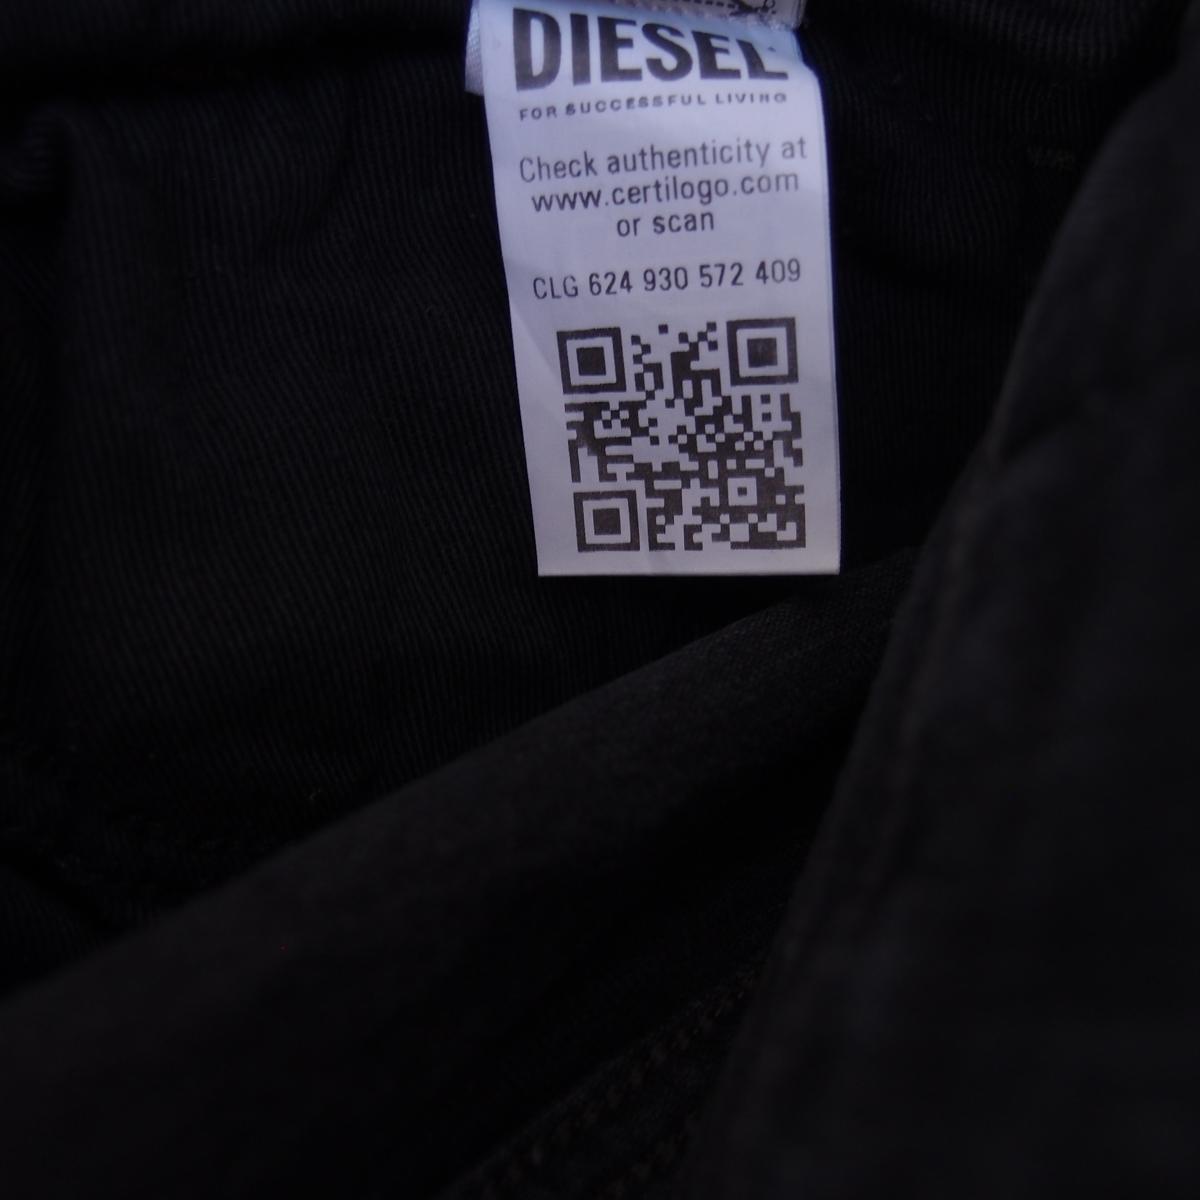 DIESEL
FOR SUCCESSFUL LIVING
Check authenticity at
www.certilogo.com
or scan
CLG 624 930 572 409